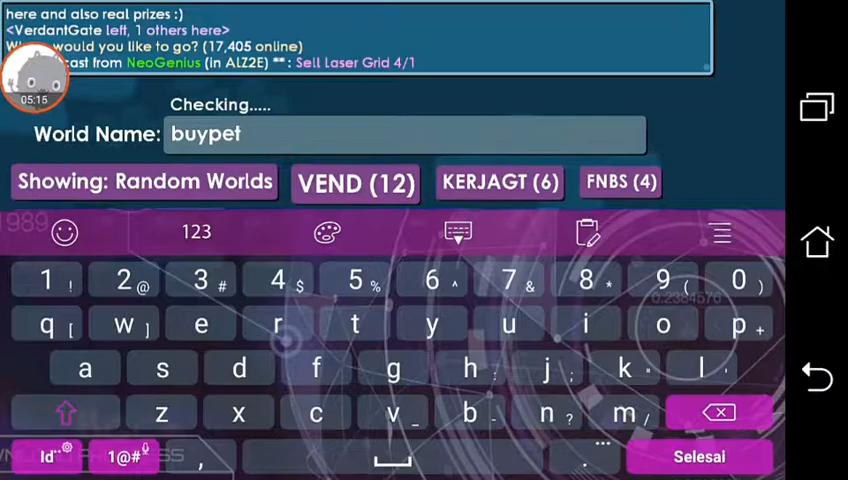 here and also real prizes :)
<VerdantGate left, 1 others here>
would you like to go? (17,405 online)
cast from NeoGenius (in ALZ2E) ** : Sell Laser Grid 4/1
05:15
Checking.....
World Name: buypet
Showing: Random Worlds VEND (12) KERJAGT (6) FNBS (4)
1989
123
1 ! 2 @ 3 # 4 $ 5 % 6 ^ 7 & 8 * 9 ( 0 )
0.2384576
q [ w ] e r t y u i o p +
a s d f g h : j ; k " l '
z x c v _ b - n ? m /
Id 1@# , . Selesai